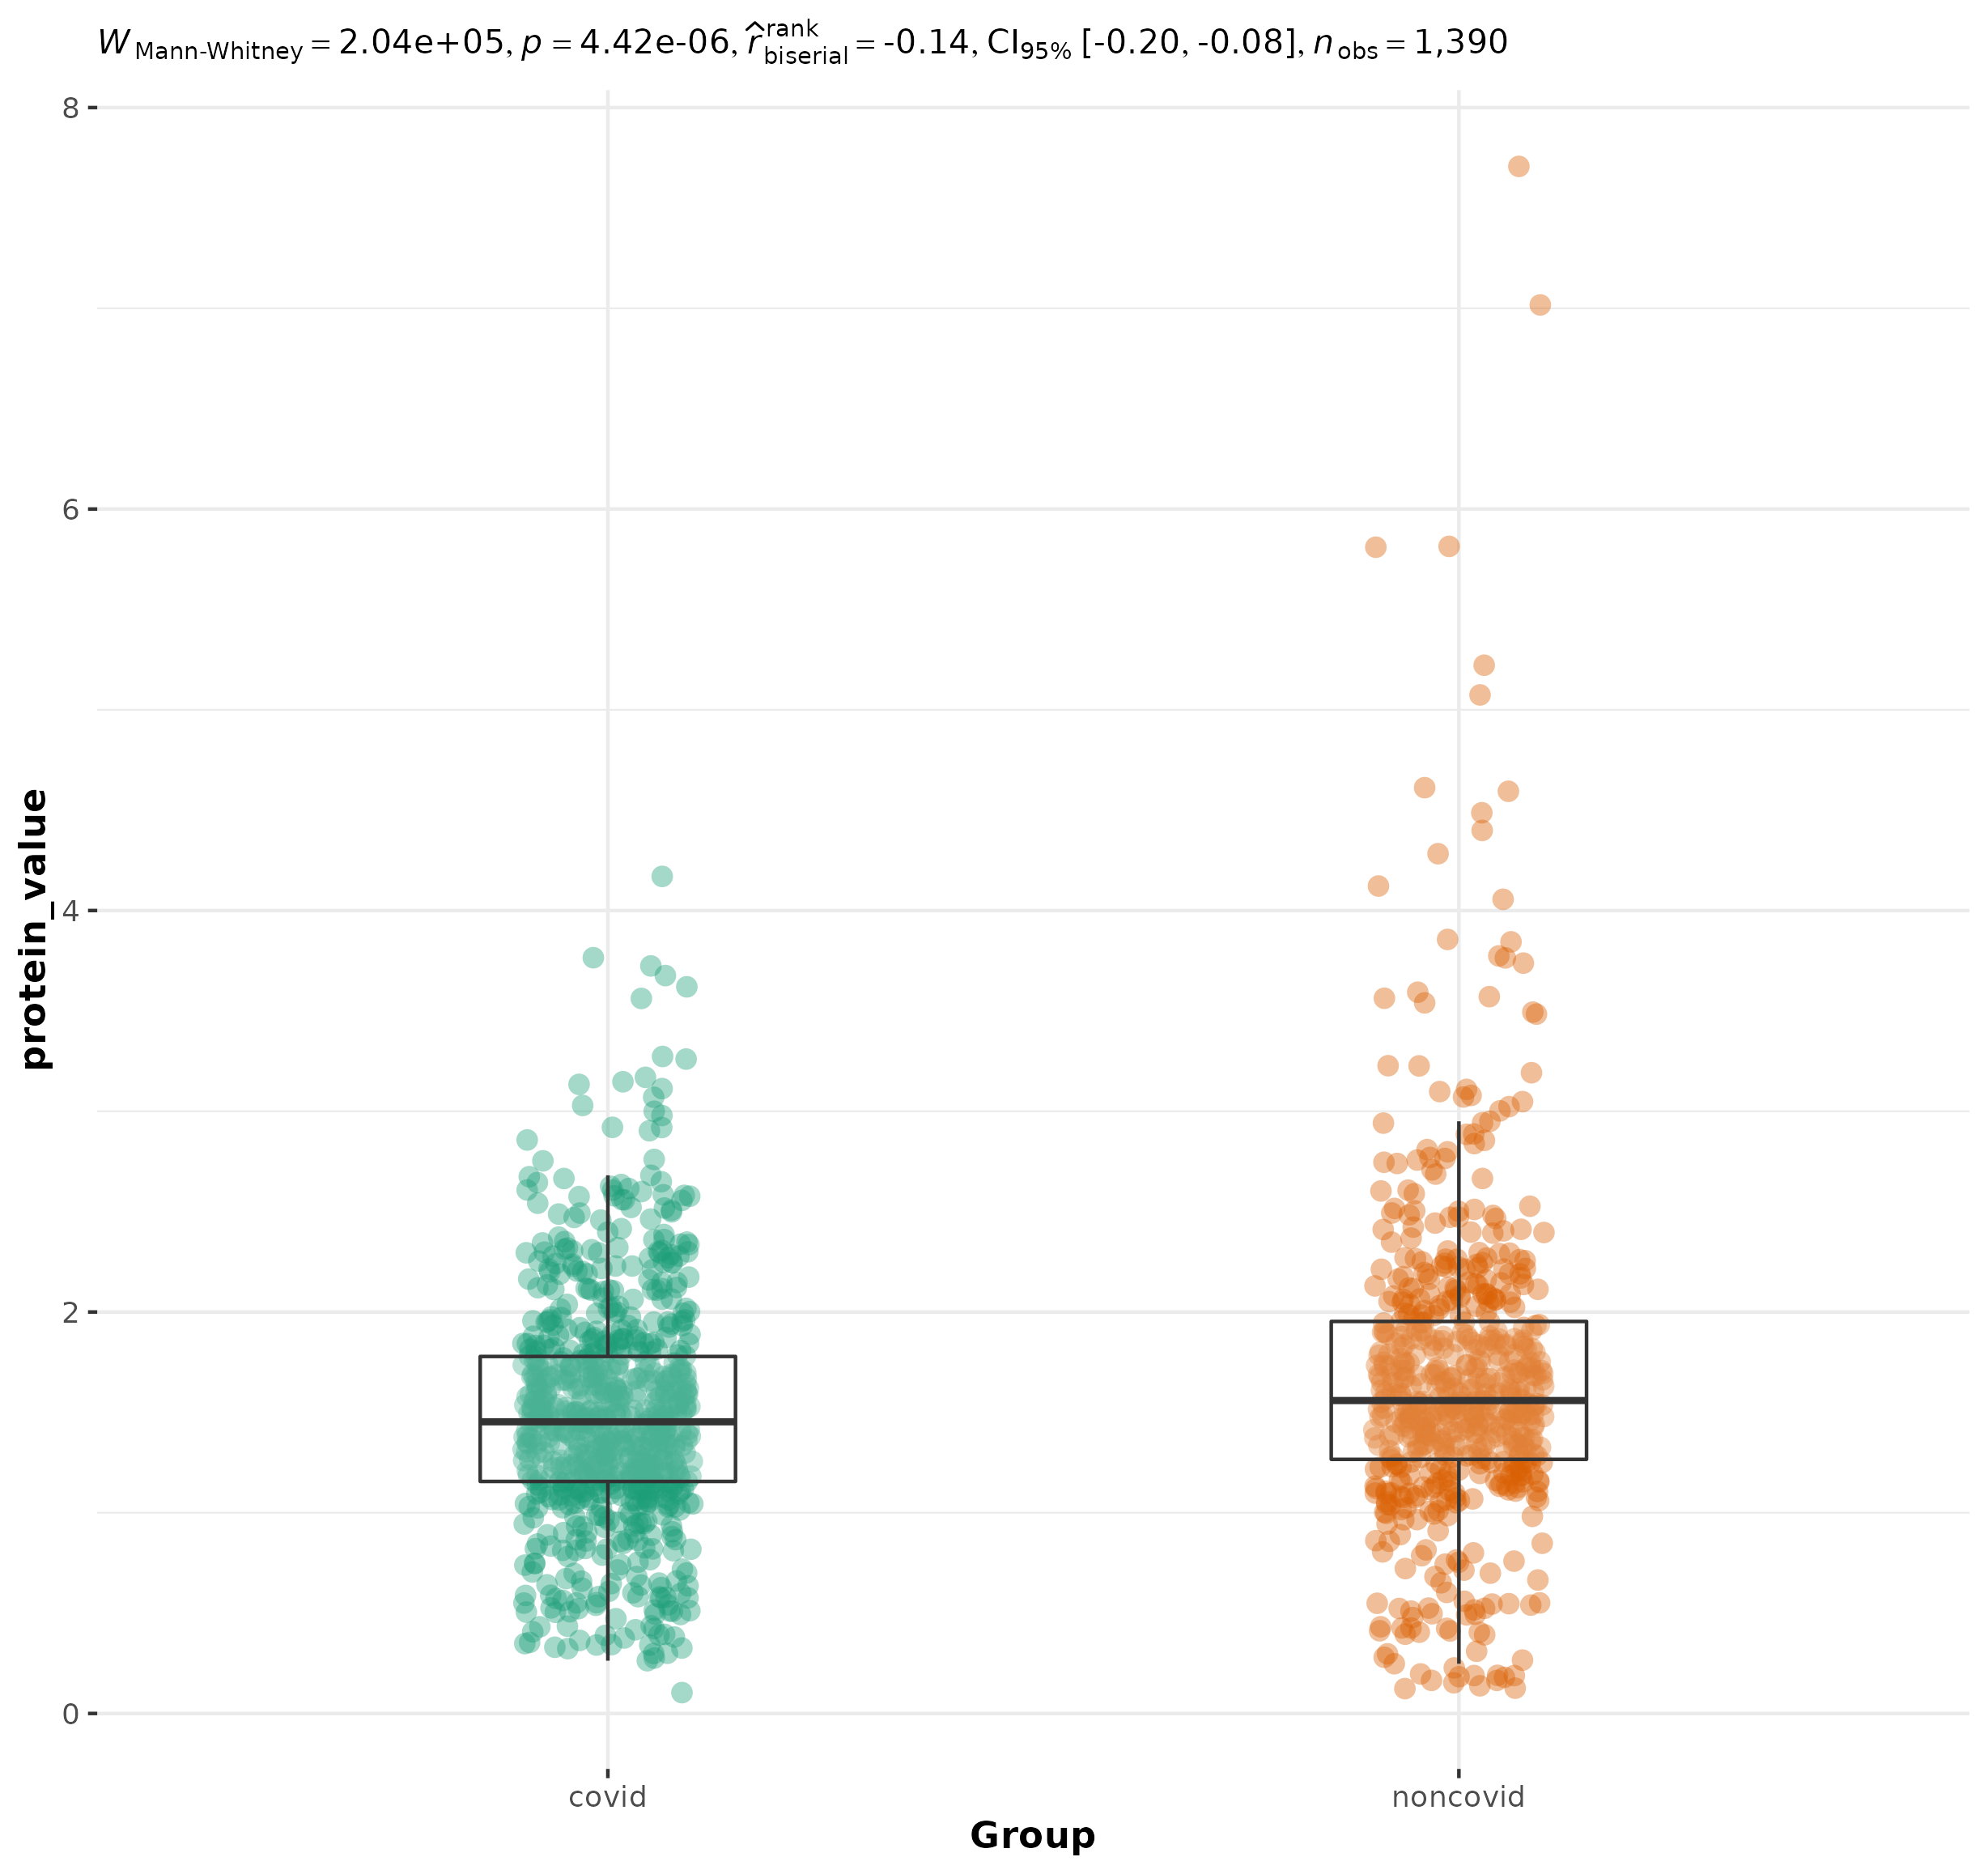 W Mann-Whitney = 2.04e+05, p = 4.42e-06, r̂ rank biserial = -0.14, CI95% [-0.20, -0.08], n obs = 1,390
8
6
4
2
0
protein_value
covid noncovid
Group